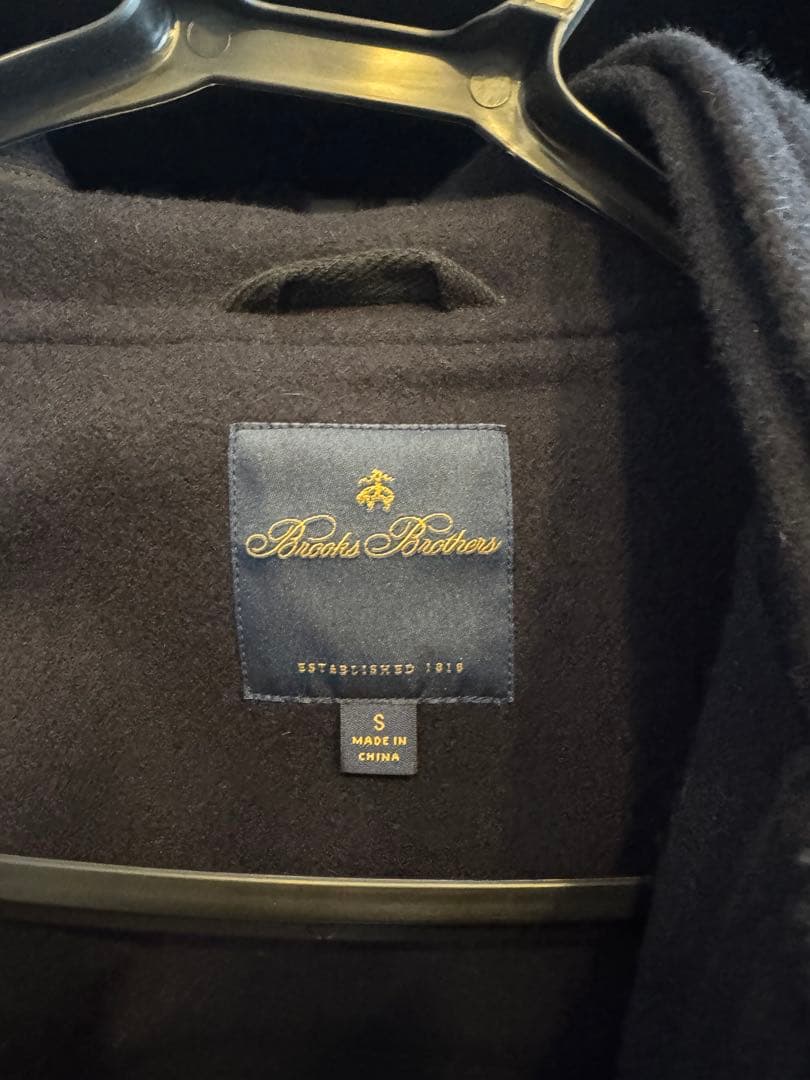 Brooks Brothers
ESTABLISHED 1818
S
MADE IN
CHINA